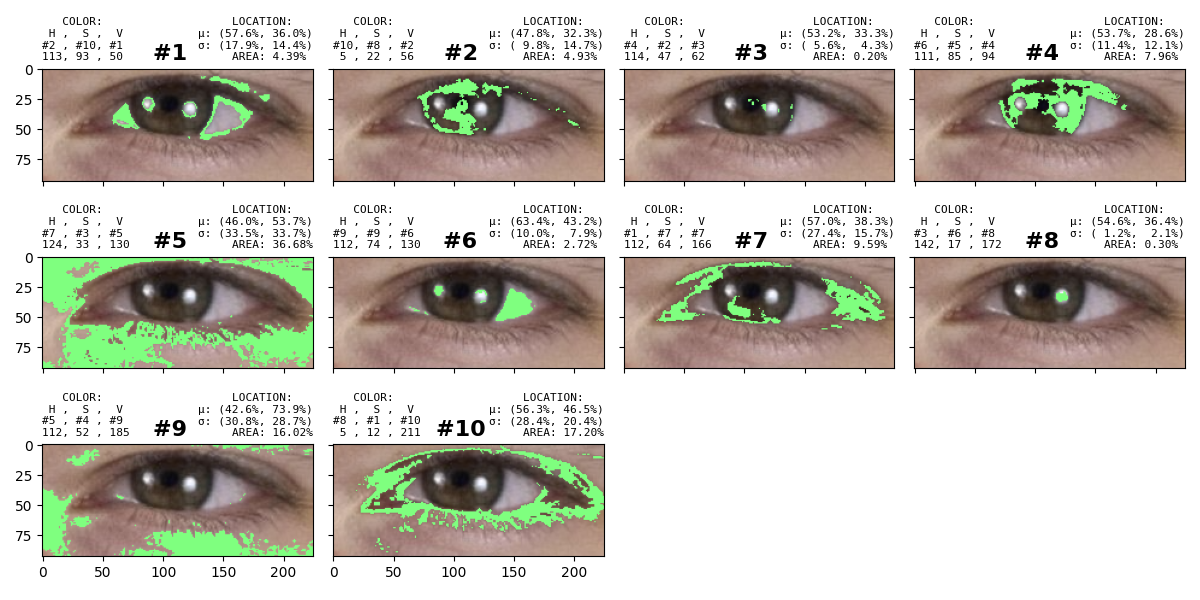 COLOR: LOCATION:
H , S , V μ: (57.6%, 36.0%)
#2 , #10, #1 #1 σ: (17.9%, 14.4%)
113, 93 , 50 AREA: 4.39%
COLOR: LOCATION:
H , S , V μ: (47.8%, 32.3%)
#10, #8 , #2 #2 σ: ( 9.8%, 14.7%)
5 , 22 , 56 AREA: 4.93%
COLOR: LOCATION:
H , S , V μ: (53.2%, 33.3%)
#4 , #2 , #3 #3 σ: ( 5.6%, 4.3%)
114, 47 , 62 AREA: 0.20%
COLOR: LOCATION:
H , S , V μ: (53.7%, 28.6%)
#6 , #5 , #4 #4 σ: (11.4%, 12.1%)
111, 85 , 94 AREA: 7.96%
0
25
50
75
COLOR: LOCATION:
H , S , V μ: (46.0%, 53.7%)
#7 , #3 , #5 #5 σ: (33.5%, 33.7%)
124, 33 , 130 AREA: 36.68%
COLOR: LOCATION:
H , S , V μ: (63.4%, 43.2%)
#9 , #9 , #6 #6 σ: (10.0%, 7.9%)
112, 74 , 130 AREA: 2.72%
COLOR: LOCATION:
H , S , V μ: (57.0%, 38.3%)
#1 , #7 , #7 #7 σ: (27.4%, 15.7%)
112, 64 , 166 AREA: 9.59%
COLOR: LOCATION:
H , S , V μ: (54.6%, 36.4%)
#3 , #6 , #8 #8 σ: ( 1.2%, 2.1%)
142, 17 , 172 AREA: 0.30%
0
25
50
75
COLOR: LOCATION:
H , S , V μ: (42.6%, 73.9%)
#5 , #4 , #9 #9 σ: (30.8%, 28.7%)
112, 52 , 185 AREA: 16.02%
COLOR: LOCATION:
H , S , V μ: (56.3%, 46.5%)
#8 , #1 , #10 #10 σ: (28.4%, 20.4%)
5 , 12 , 211 AREA: 17.20%
0
25
50
75
0 50 100 150 200
0 50 100 150 200